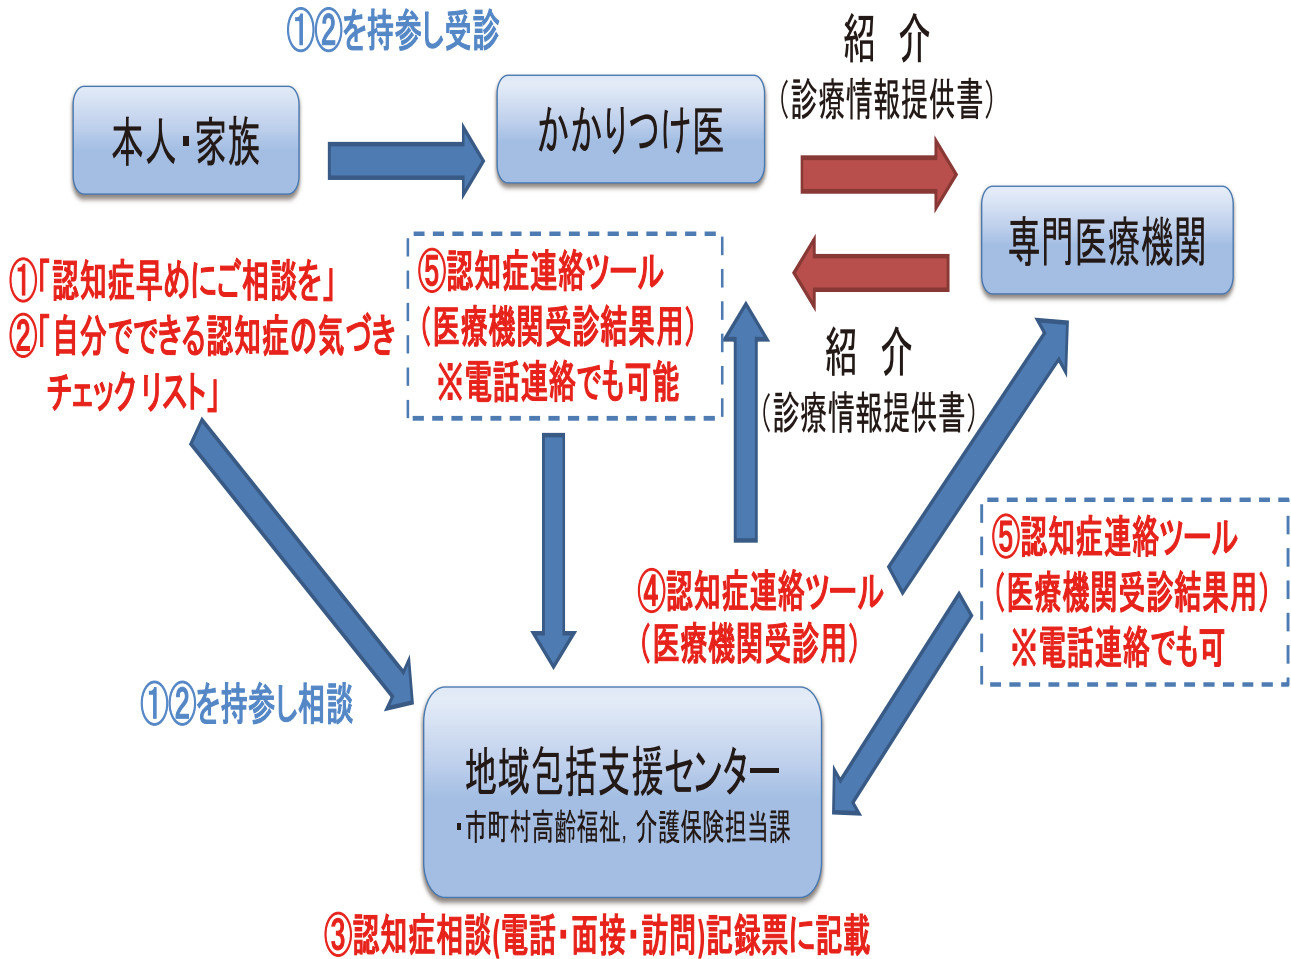 ①②を持参し受診
紹　介
（診療情報提供書）
本人・家族
かかりつけ医
専門医療機関
①「認知症早めにご相談を」
②「自分でできる認知症の気づき
チェックリスト」
⑤認知症連絡ツール
（医療機関受診結果用）
※電話連絡でも可能
紹　介
（診療情報提供書）
④認知症連絡ツール
（医療機関受診用）
⑤認知症連絡ツール
（医療機関受診結果用）
※電話連絡でも可
①②を持参し相談
地域包括支援センター
・市町村高齢福祉，介護保険担当課
③認知症相談(電話・面接・訪問)記録票に記載